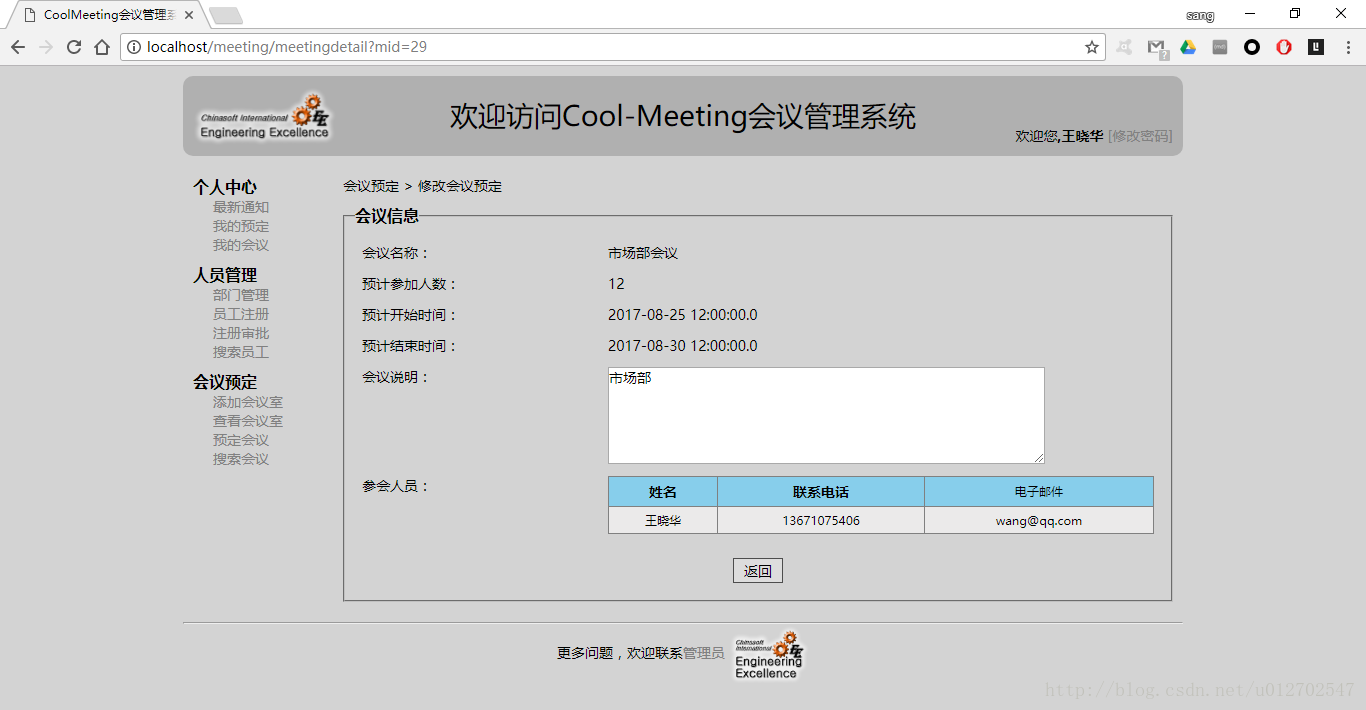 CoolMeeting会议管理系
sang
localhost/meeting/meetingdetail?mid=29
Chinasoft International
Engineering Excellence
欢迎访问Cool-Meeting会议管理系统
欢迎您,王晓华 [修改密码]
个人中心
最新通知
我的预定
我的会议
人员管理
部门管理
员工注册
注册审批
搜索员工
会议预定
添加会议室
查看会议室
预定会议
搜索会议
会议预定 > 修改会议预定
会议信息
会议名称： 市场部会议
预计参加人数： 12
预计开始时间： 2017-08-25 12:00:00.0
预计结束时间： 2017-08-30 12:00:00.0
会议说明： 市场部
参会人员：
姓名 联系电话 电子邮件
王晓华 13671075406 wang@qq.com
返回
更多问题，欢迎联系管理员
Chinasoft
International
Engineering
Excellence
http://blog.csdn.net/u012702547